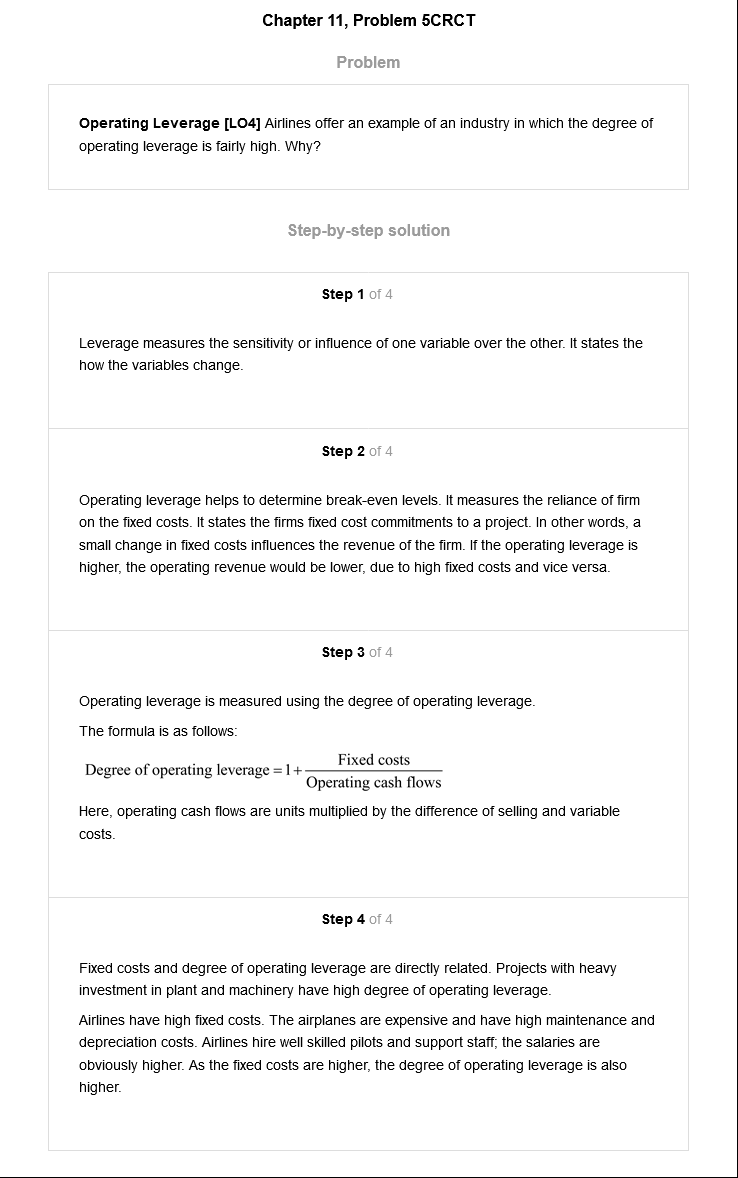 Chapter 11, Problem 5CRCT
Problem
Operating Leverage [LO4] Airlines offer an example of an industry in which the degree of
operating leverage is fairly high. Why?
Step-by-step solution
Step 1 of 4
Leverage measures the sensitivity or influence of one variable over the other. It states the
how the variables change.
Step 2 of 4
Operating leverage helps to determine break-even levels. It measures the reliance of firm
on the fixed costs. It states the firms fixed cost commitments to a project. In other words, a
small change in fixed costs influences the revenue of the firm. If the operating leverage is
higher, the operating revenue would be lower, due to high fixed costs and vice versa.
Step 3 of 4
Operating leverage is measured using the degree of operating leverage.
The formula is as follows:
Degree of operating leverage = 1 + Fixed costs / Operating cash flows
Here, operating cash flows are units multiplied by the difference of selling and variable
costs.
Step 4 of 4
Fixed costs and degree of operating leverage are directly related. Projects with heavy
investment in plant and machinery have high degree of operating leverage.
Airlines have high fixed costs. The airplanes are expensive and have high maintenance and
depreciation costs. Airlines hire well skilled pilots and support staff; the salaries are
obviously higher. As the fixed costs are higher, the degree of operating leverage is also
higher.